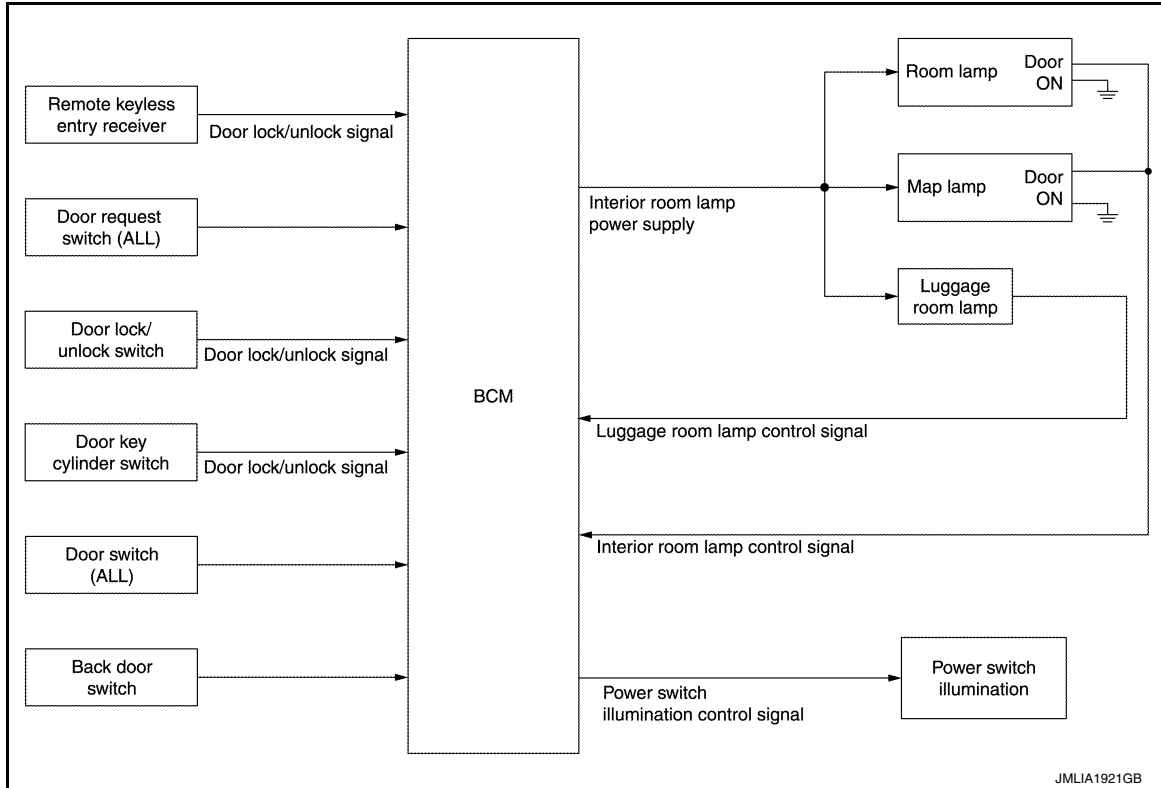 Remote keyless
entry receiver
Door lock/unlock signal
Door request
switch (ALL)
Door lock/
unlock switch
Door lock/unlock signal
Door key
cylinder switch
Door lock/unlock signal
Door switch
(ALL)
Back door
switch
BCM
Interior room lamp
power supply
Room lamp
Door
ON
Map lamp
Door
ON
Luggage
room lamp
Luggage room lamp control signal
Interior room lamp control signal
Power switch
illumination control signal
Power switch
illumination
JMLIA1921GB